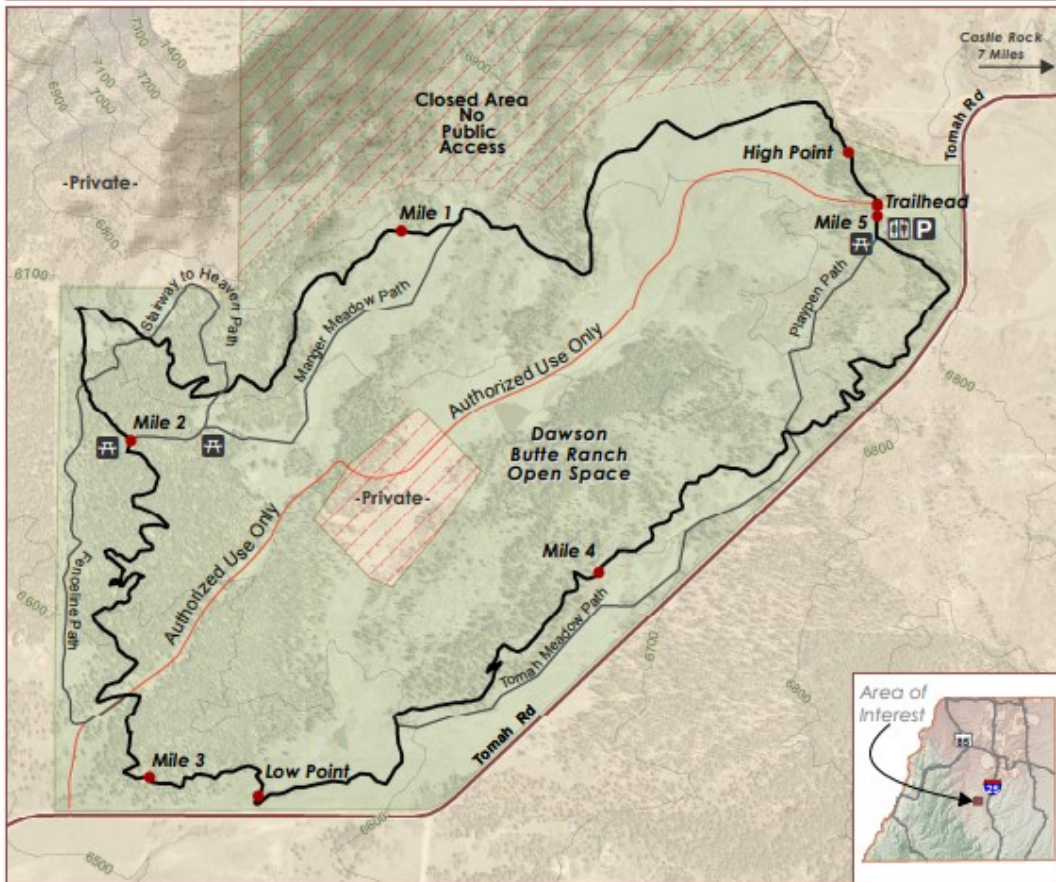 7300
7400
7200
7100
7000
6900
6900
Castle Rock
7 Miles
Closed Area
No
Public
Access
Tomah Rd
-Private-
High Point
Trailhead
Mile 5
P
Mile 1
6800
6700
Stairway to Heaven Path
Manger Meadow Path
Playpen Path
Authorized Use Only
6800
Mile 2
Dawson
Butte Ranch
Open Space
6800
-Private-
Authorized Use Only
Mile 4
Fenceline Path
6600
Tomah Meadow Path
6700
6800
Tomah Rd
Mile 3
Low Point
6600
6500
Area of
Interest
85
25